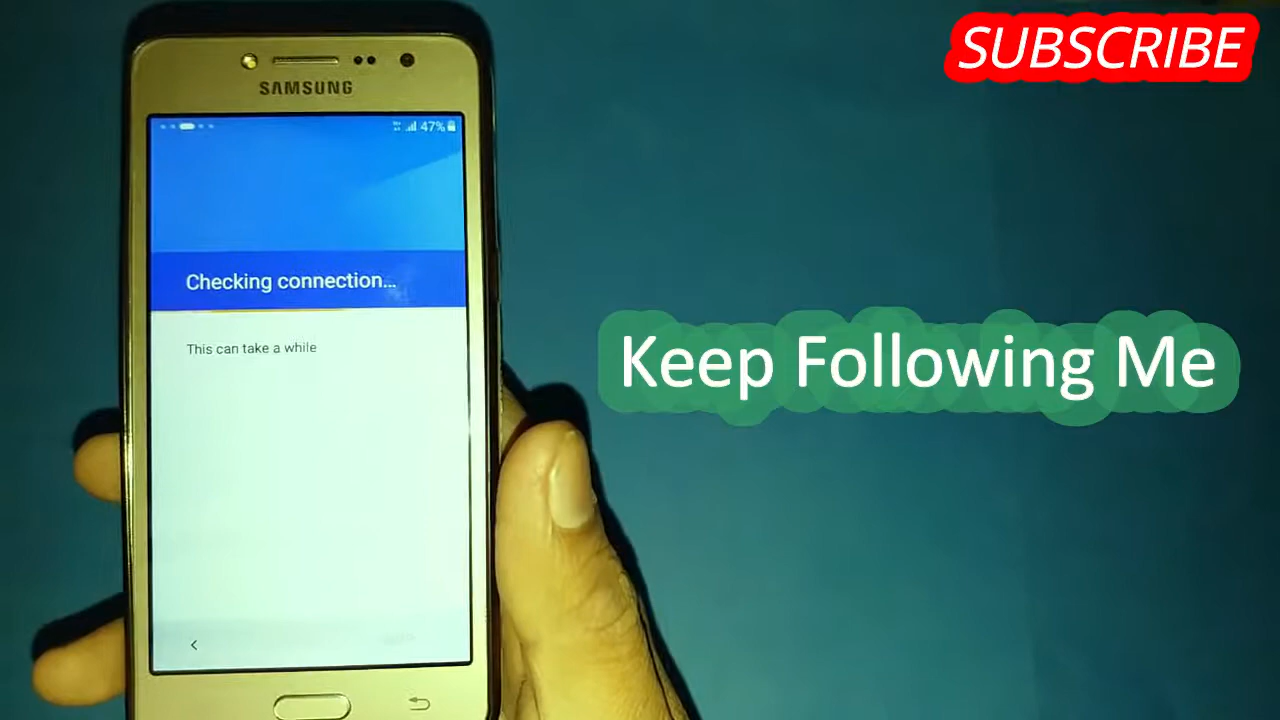 SUBSCRIBE
SAMSUNG
47%
Checking connection...
This can take a while
Keep Following Me